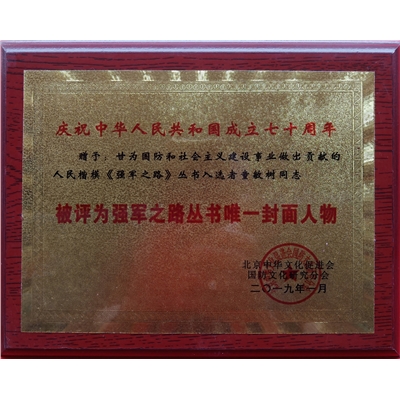 庆祝中华人民共和国成立七十周年
赠于：甘为国防和社会主义建设事业做出贡献的
人民楷模《强军之路》丛书入选者童敏树同志
被评为强军之路丛书唯一封面人物
北京中华文化促进会
国防文化研究分会
二〇一九年一月